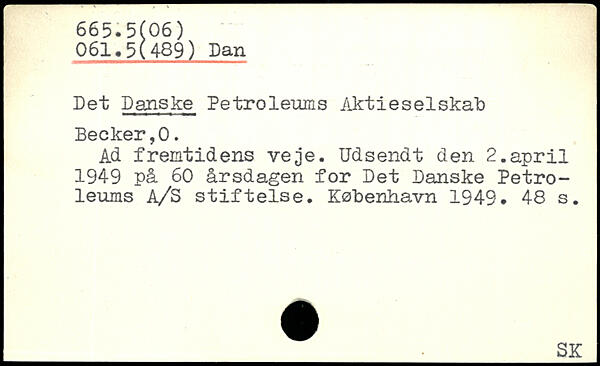 665.5(06)
061.5(489) Dan
Det Danske Petroleums Aktieselskab
Becker,O.
Ad fremtidens veje. Udsendt den 2.april
1949 på 60 årsdagen for Det Danske Petro-
leums A/S stiftelse. København 1949. 48 s.
SK